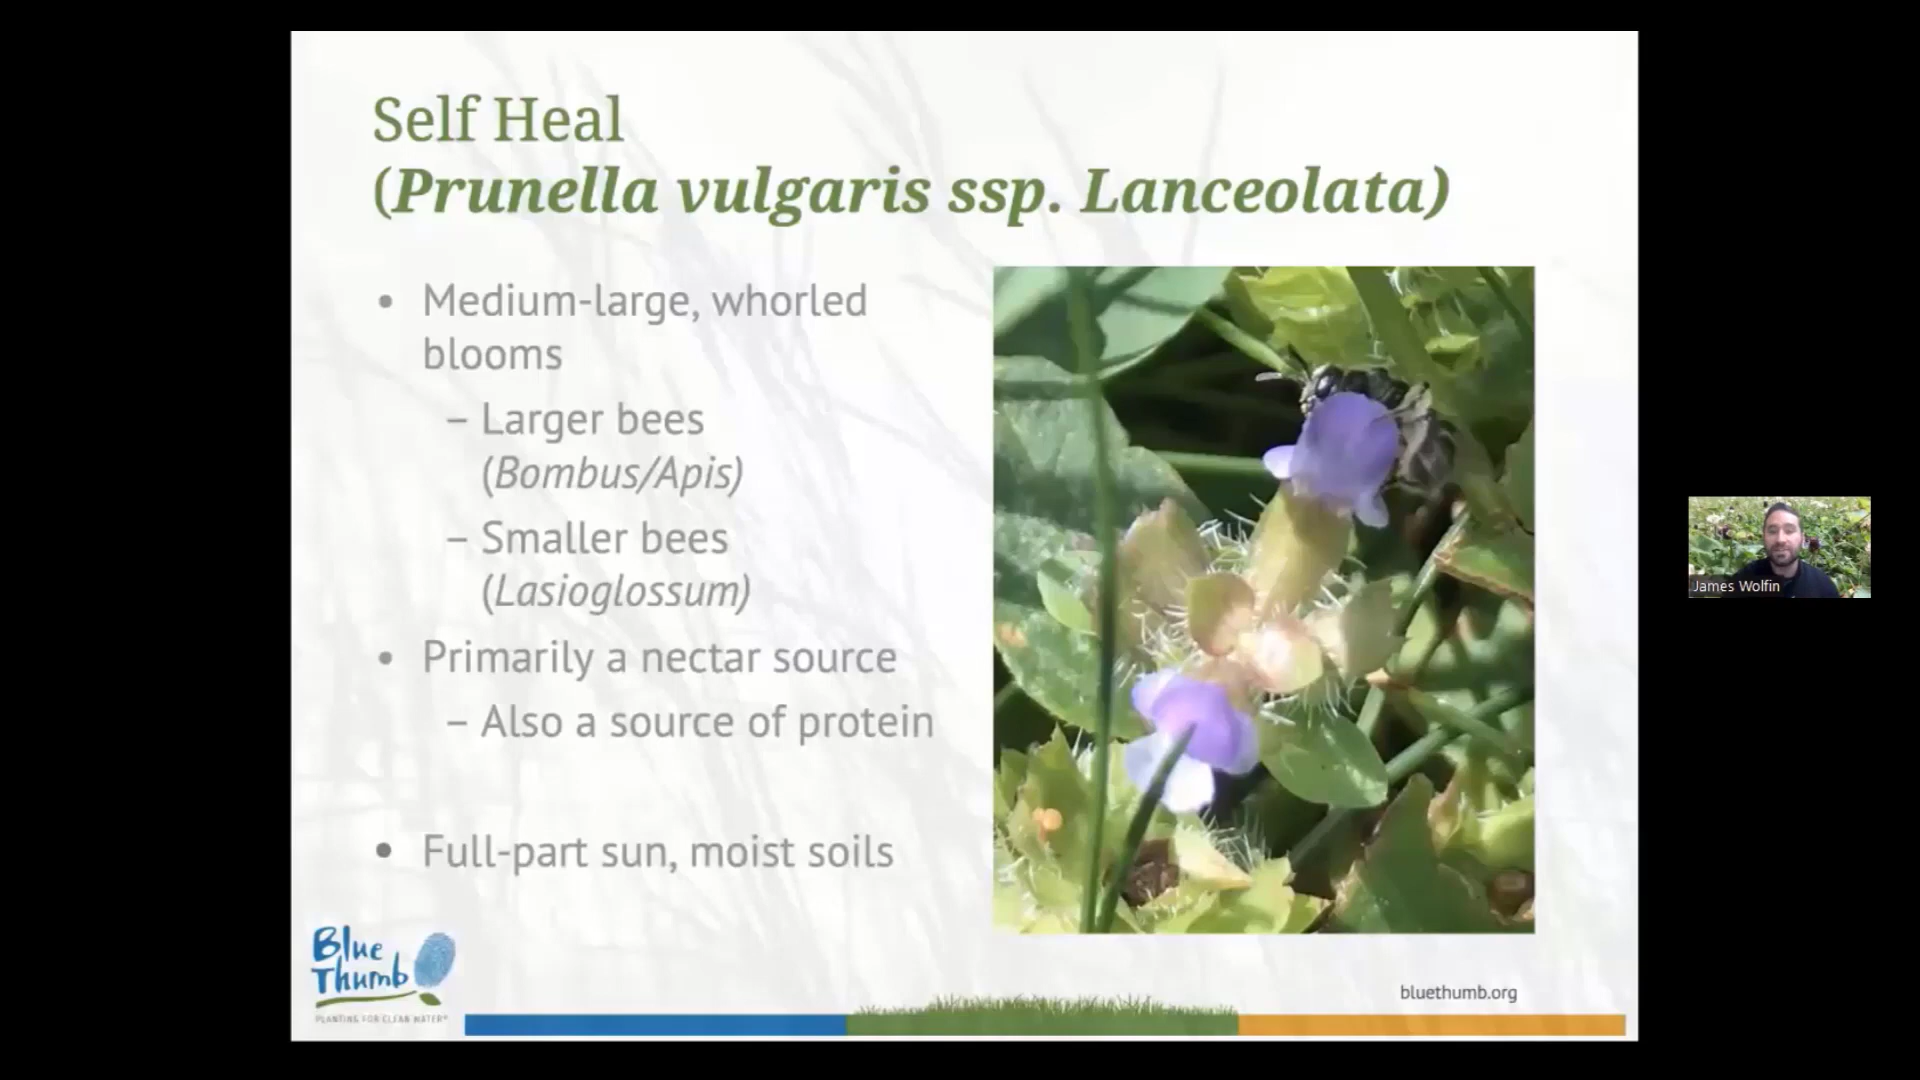 Self Heal
(Prunella vulgaris ssp. Lanceolata)
• Medium-large, whorled
blooms
– Larger bees
(Bombus/Apis)
– Smaller bees
(Lasioglossum)
• Primarily a nectar source
– Also a source of protein
• Full-part sun, moist soils
Blue
Thumb
PLANTING FOR CLEAN WATER®
bluethumb.org
James Wolfin